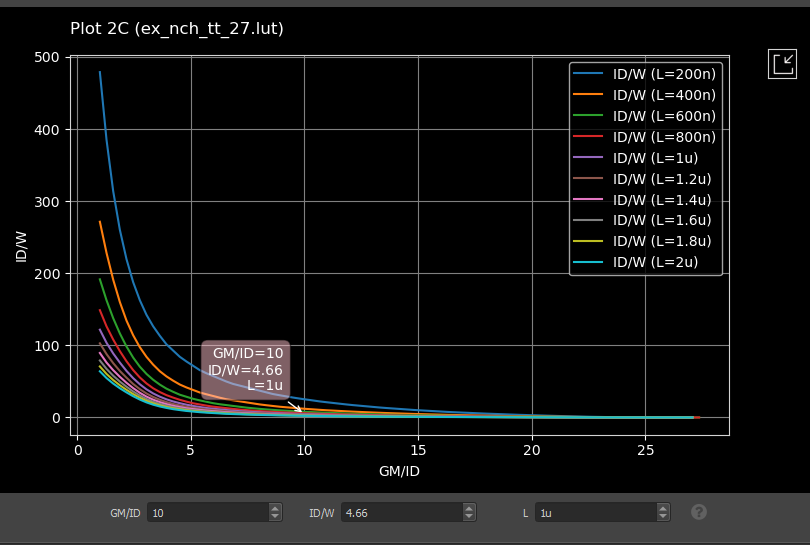 Plot 2C (ex_nch_tt_27.lut)
500
400
300
200
100
0
ID/W
ID/W (L=200n)
ID/W (L=400n)
ID/W (L=600n)
ID/W (L=800n)
ID/W (L=1u)
ID/W (L=1.2u)
ID/W (L=1.4u)
ID/W (L=1.6u)
ID/W (L=1.8u)
ID/W (L=2u)
GM/ID=10
ID/W=4.66
L=1u
0 5 10 15 20 25
GM/ID
GM/ID 10 ID/W 4.66 L 1u ?